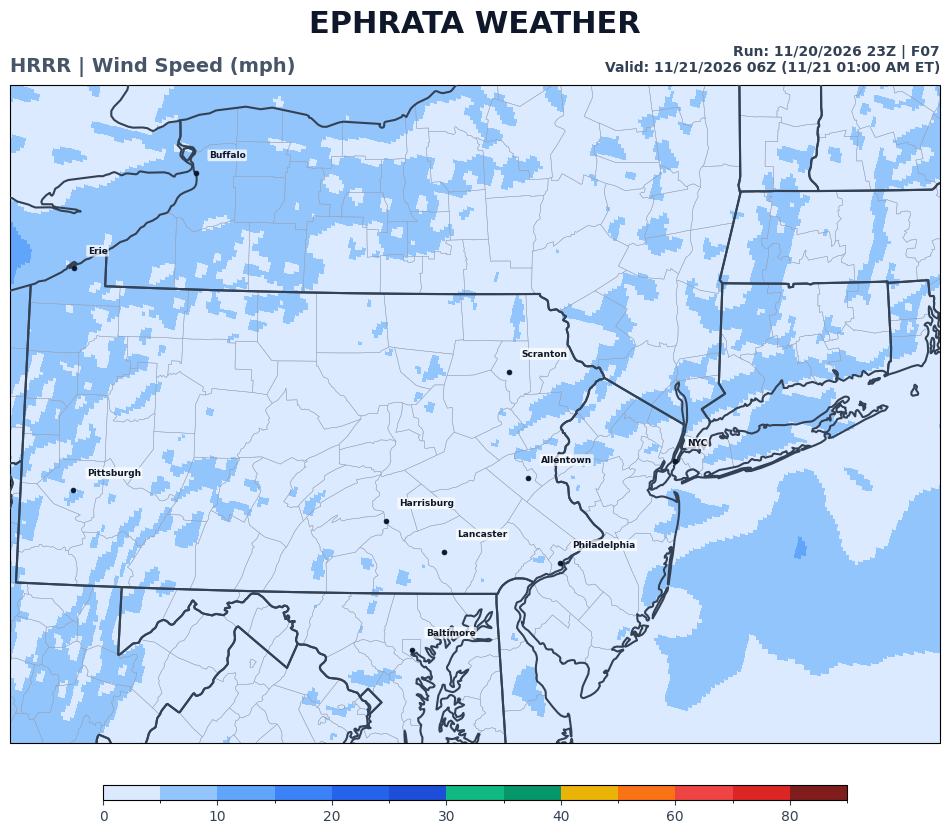 EPHRATA WEATHER
Run: 11/20/2026 23Z | F07
HRRR | Wind Speed (mph)
Valid: 11/21/2026 06Z (11/21 01:00 AM ET)
Buffalo
Erie
Scranton
NYC
Allentown
Pittsburgh
Harrisburg
Lancaster
Philadelphia
Baltimore
0 10 20 30 40 50 60 70 80